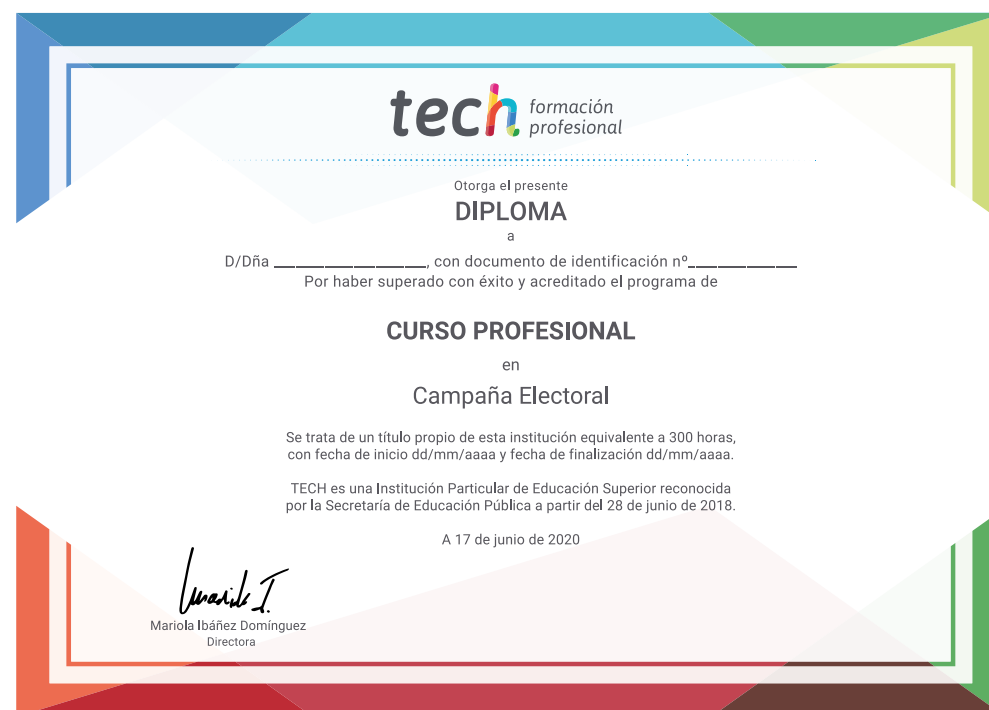 tech formación
profesional
Otorga el presente
DIPLOMA
a
D/Dña ______________, con documento de identificación nº__________
Por haber superado con éxito y acreditado el programa de
CURSO PROFESIONAL
en
Campaña Electoral
Se trata de un título propio de esta institución equivalente a 300 horas,
con fecha de inicio dd/mm/aaaa y fecha de finalización dd/mm/aaaa.
TECH es una Institución Particular de Educación Superior reconocida
por la Secretaría de Educación Pública a partir del 28 de junio de 2018.
A 17 de junio de 2020
Mariola Ibáñez Domínguez
Directora